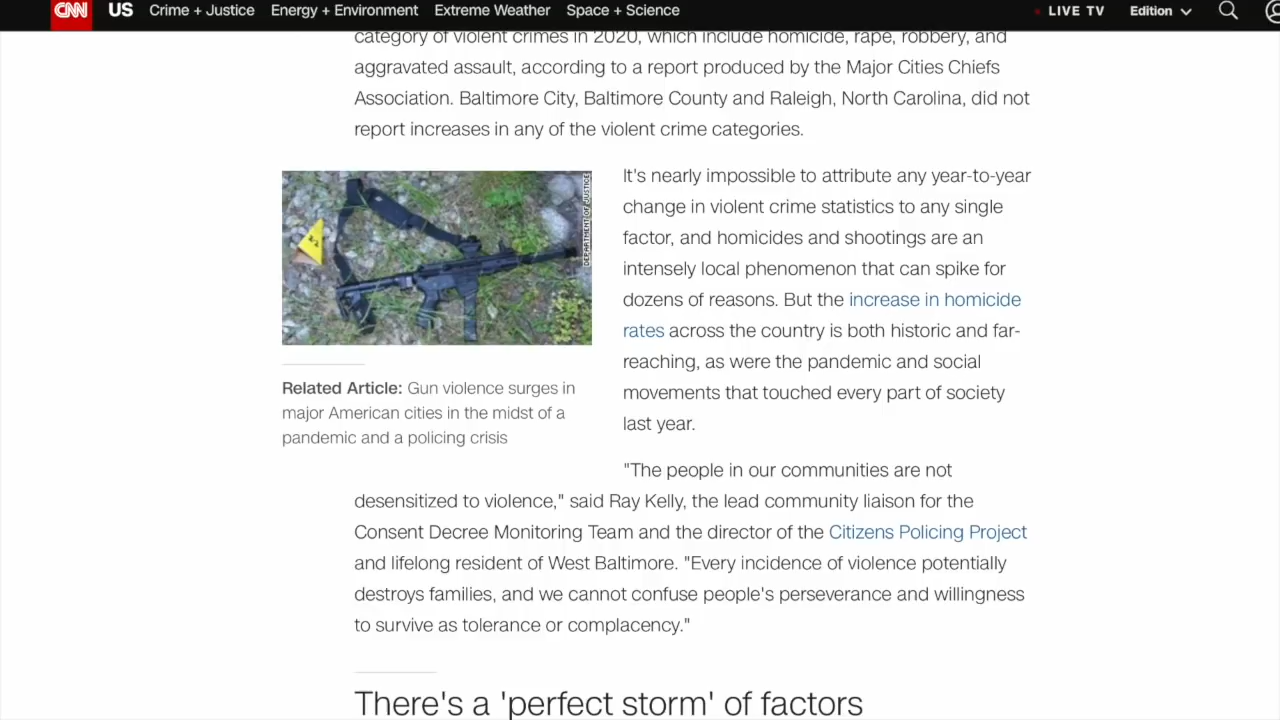 CNN US Crime + Justice Energy + Environment Extreme Weather Space + Science LIVE TV Edition
category of violent crimes in 2020, which include homicide, rape, robbery, and
aggravated assault, according to a report produced by the Major Cities Chiefs
Association. Baltimore City, Baltimore County and Raleigh, North Carolina, did not
report increases in any of the violent crime categories.
DEPARTMENT OF JUSTICE
Related Article: Gun violence surges in
major American cities in the midst of a
pandemic and a policing crisis
It's nearly impossible to attribute any year-to-year
change in violent crime statistics to any single
factor, and homicides and shootings are an
intensely local phenomenon that can spike for
dozens of reasons. But the increase in homicide
rates across the country is both historic and far-
reaching, as were the pandemic and social
movements that touched every part of society
last year.
"The people in our communities are not
desensitized to violence," said Ray Kelly, the lead community liaison for the
Consent Decree Monitoring Team and the director of the Citizens Policing Project
and lifelong resident of West Baltimore. "Every incidence of violence potentially
destroys families, and we cannot confuse people's perseverance and willingness
to survive as tolerance or complacency."
There's a 'perfect storm' of factors